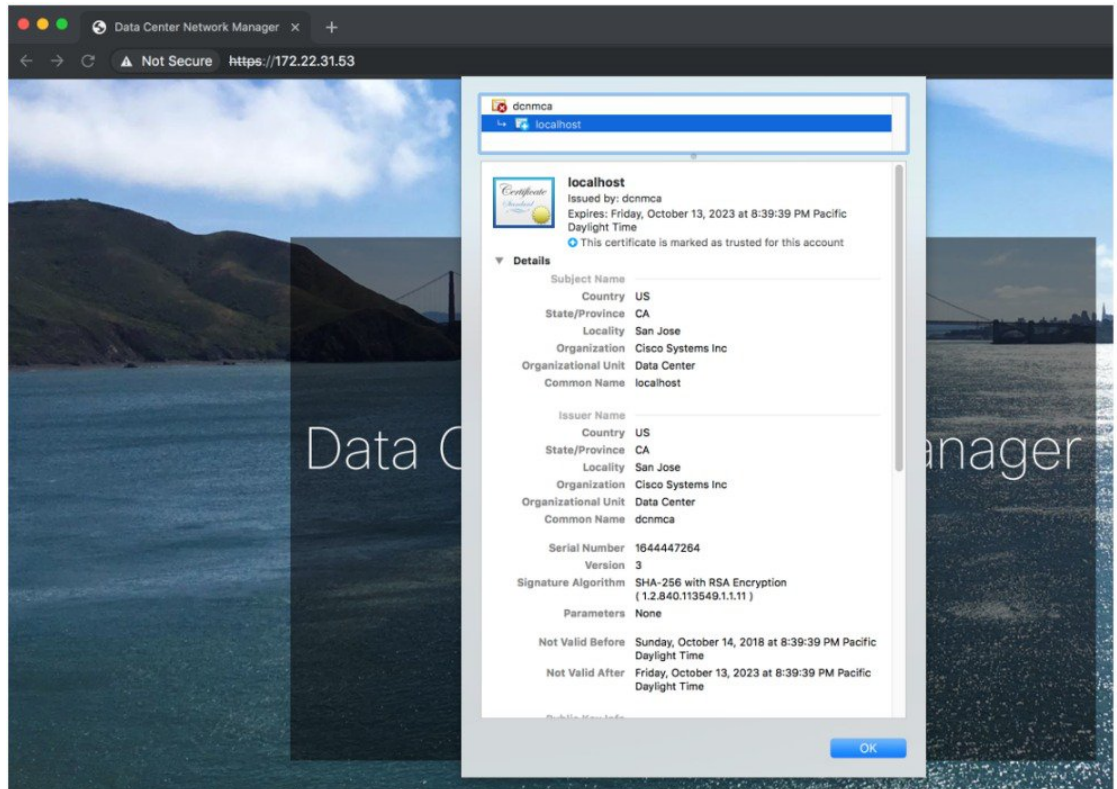 Data Center Network Manager
Not Secure https://172.22.31.53
dcnmca
localhost
Certificate
Standard
localhost
Issued by: dcnmca
Expires: Friday, October 13, 2023 at 8:39:39 PM Pacific
Daylight Time
This certificate is marked as trusted for this account
Details
Subject Name
Country US
State/Province CA
Locality San Jose
Organization Cisco Systems Inc
Organizational Unit Data Center
Common Name localhost
Issuer Name
Country US
State/Province CA
Locality San Jose
Organization Cisco Systems Inc
Organizational Unit Data Center
Common Name dcnmca
Serial Number 1644447264
Version 3
Signature Algorithm SHA-256 with RSA Encryption
( 1.2.840.113549.1.1.11 )
Parameters None
Not Valid Before Sunday, October 14, 2018 at 8:39:39 PM Pacific
Daylight Time
Not Valid After Friday, October 13, 2023 at 8:39:39 PM Pacific
Daylight Time
Public Key Info
OK
Data C anager